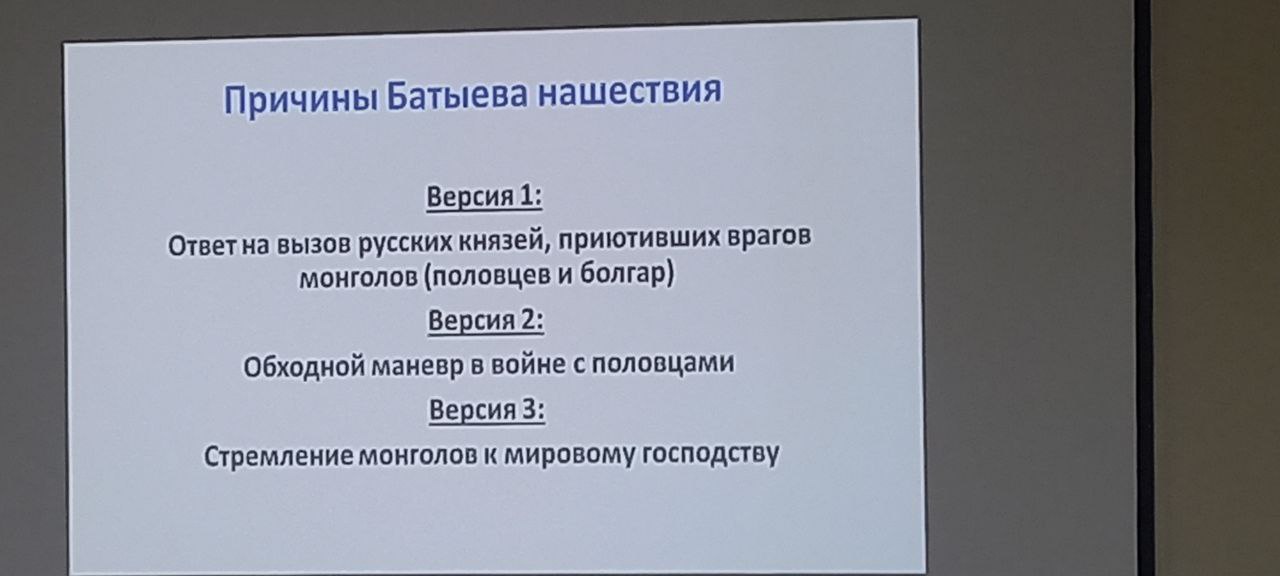 Причины Батыева нашествия
Версия 1:
Ответ на вызов русских князей, приютивших врагов
монголов (половцев и болгар)
Версия 2:
Обходной маневр в войне с половцами
Версия 3:
Стремление монголов к мировому господству